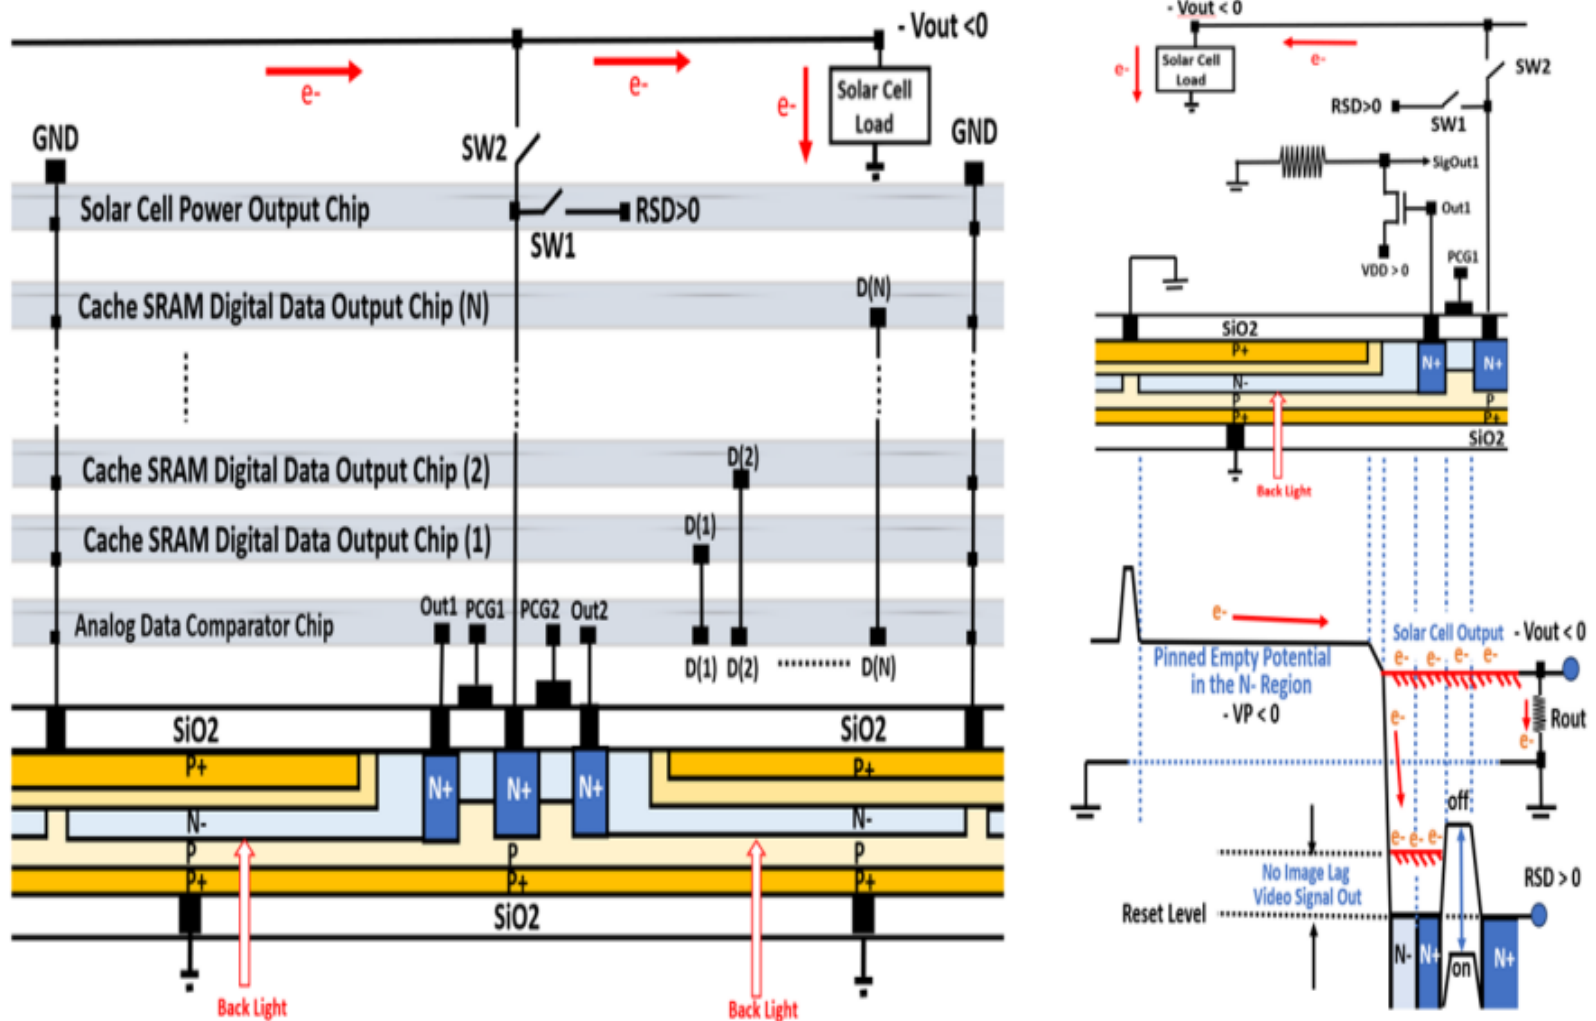 - Vout <0
e-
e-
e-
Solar Cell
Load
GND
GND
SW2
Solar Cell Power Output Chip
RSD>0
SW1
Cache SRAM Digital Data Output Chip (N)
D(N)
Cache SRAM Digital Data Output Chip (2)
D(2)
Cache SRAM Digital Data Output Chip (1)
D(1)
Analog Data Comparator Chip
Out1
PCG1
PCG2
Out2
D(1)
D(2)
D(N)
SiO2
SiO2
P+
P+
N+
N+
N+
N-
N-
P
P
P
P+
P+
P+
SiO2
Back Light
Back Light
- Vout < 0
e-
Solar Cell
Load
e-
SW2
RSD>0
SW1
SigOut1
Out1
VDD > 0
PCG1
SiO2
P+
N+
N+
N-
P
P
P+
P+
SiO2
Back Light
e-
Solar Cell Output
- Vout < 0
e-
e-
e-
e-
Pinned Empty Potential
in the N- Region
- VP < 0
e-
Rout
e-
off
e-
e-
e-
No Image Lag
Video Signal Out
RSD > 0
Reset Level
N-
N+
on
N+